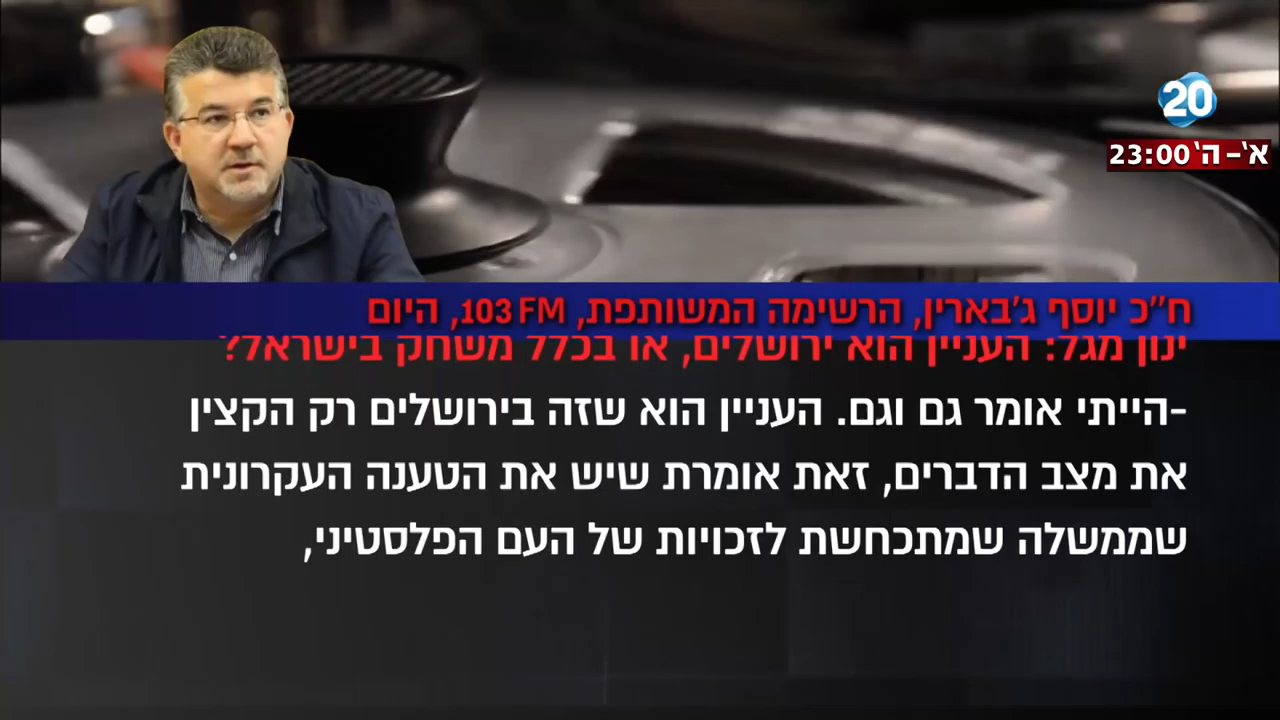 20
א'-ה' 23:00
ח"כ יוסף ג'בארין, הרשימה המשותפת, 103 FM, היום
ינון מגל: העניין הוא ירושלים, או בכלל משחק בישראל?
-הייתי אומר גם וגם. העניין הוא שזה בירושלים רק הקצין
את מצב הדברים, זאת אומרת שיש את הטענה העקרונית
שממשלה שמתכחשת לזכויות של העם הפלסטיני,